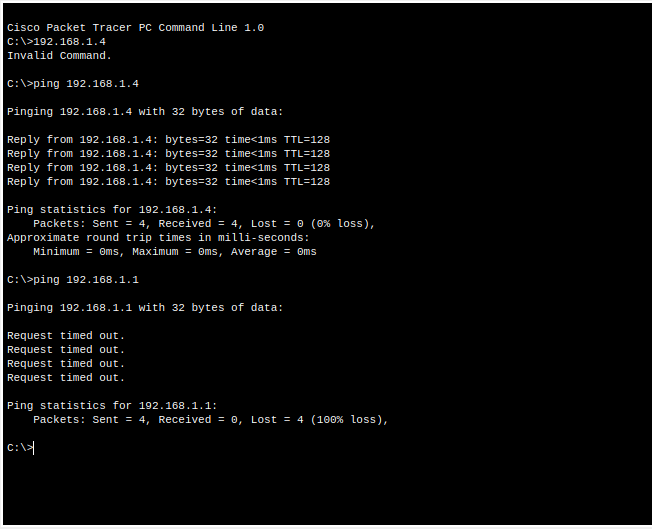 Cisco Packet Tracer PC Command Line 1.0
C:\>192.168.1.4
Invalid Command.
C:\>ping 192.168.1.4
Pinging 192.168.1.4 with 32 bytes of data:
Reply from 192.168.1.4: bytes=32 time<1ms TTL=128
Reply from 192.168.1.4: bytes=32 time<1ms TTL=128
Reply from 192.168.1.4: bytes=32 time<1ms TTL=128
Reply from 192.168.1.4: bytes=32 time<1ms TTL=128
Ping statistics for 192.168.1.4:
    Packets: Sent = 4, Received = 4, Lost = 0 (0% loss),
Approximate round trip times in milli-seconds:
    Minimum = 0ms, Maximum = 0ms, Average = 0ms
C:\>ping 192.168.1.1
Pinging 192.168.1.1 with 32 bytes of data:
Request timed out.
Request timed out.
Request timed out.
Request timed out.
Ping statistics for 192.168.1.1:
    Packets: Sent = 4, Received = 0, Lost = 4 (100% loss),
C:\>